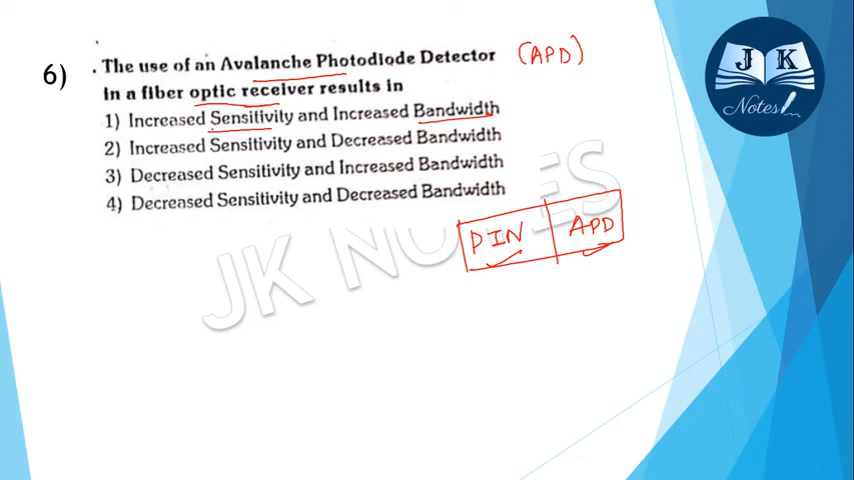 6)
. The use of an Avalanche Photodiode Detector (APD)
in a fiber optic receiver results in
1) Increased Sensitivity and Increased Bandwidth
2) Increased Sensitivity and Decreased Bandwidth
3) Decreased Sensitivity and Increased Bandwidth
4) Decreased Sensitivity and Decreased Bandwidth
PIN APD
JK NOTES
J K
Notes